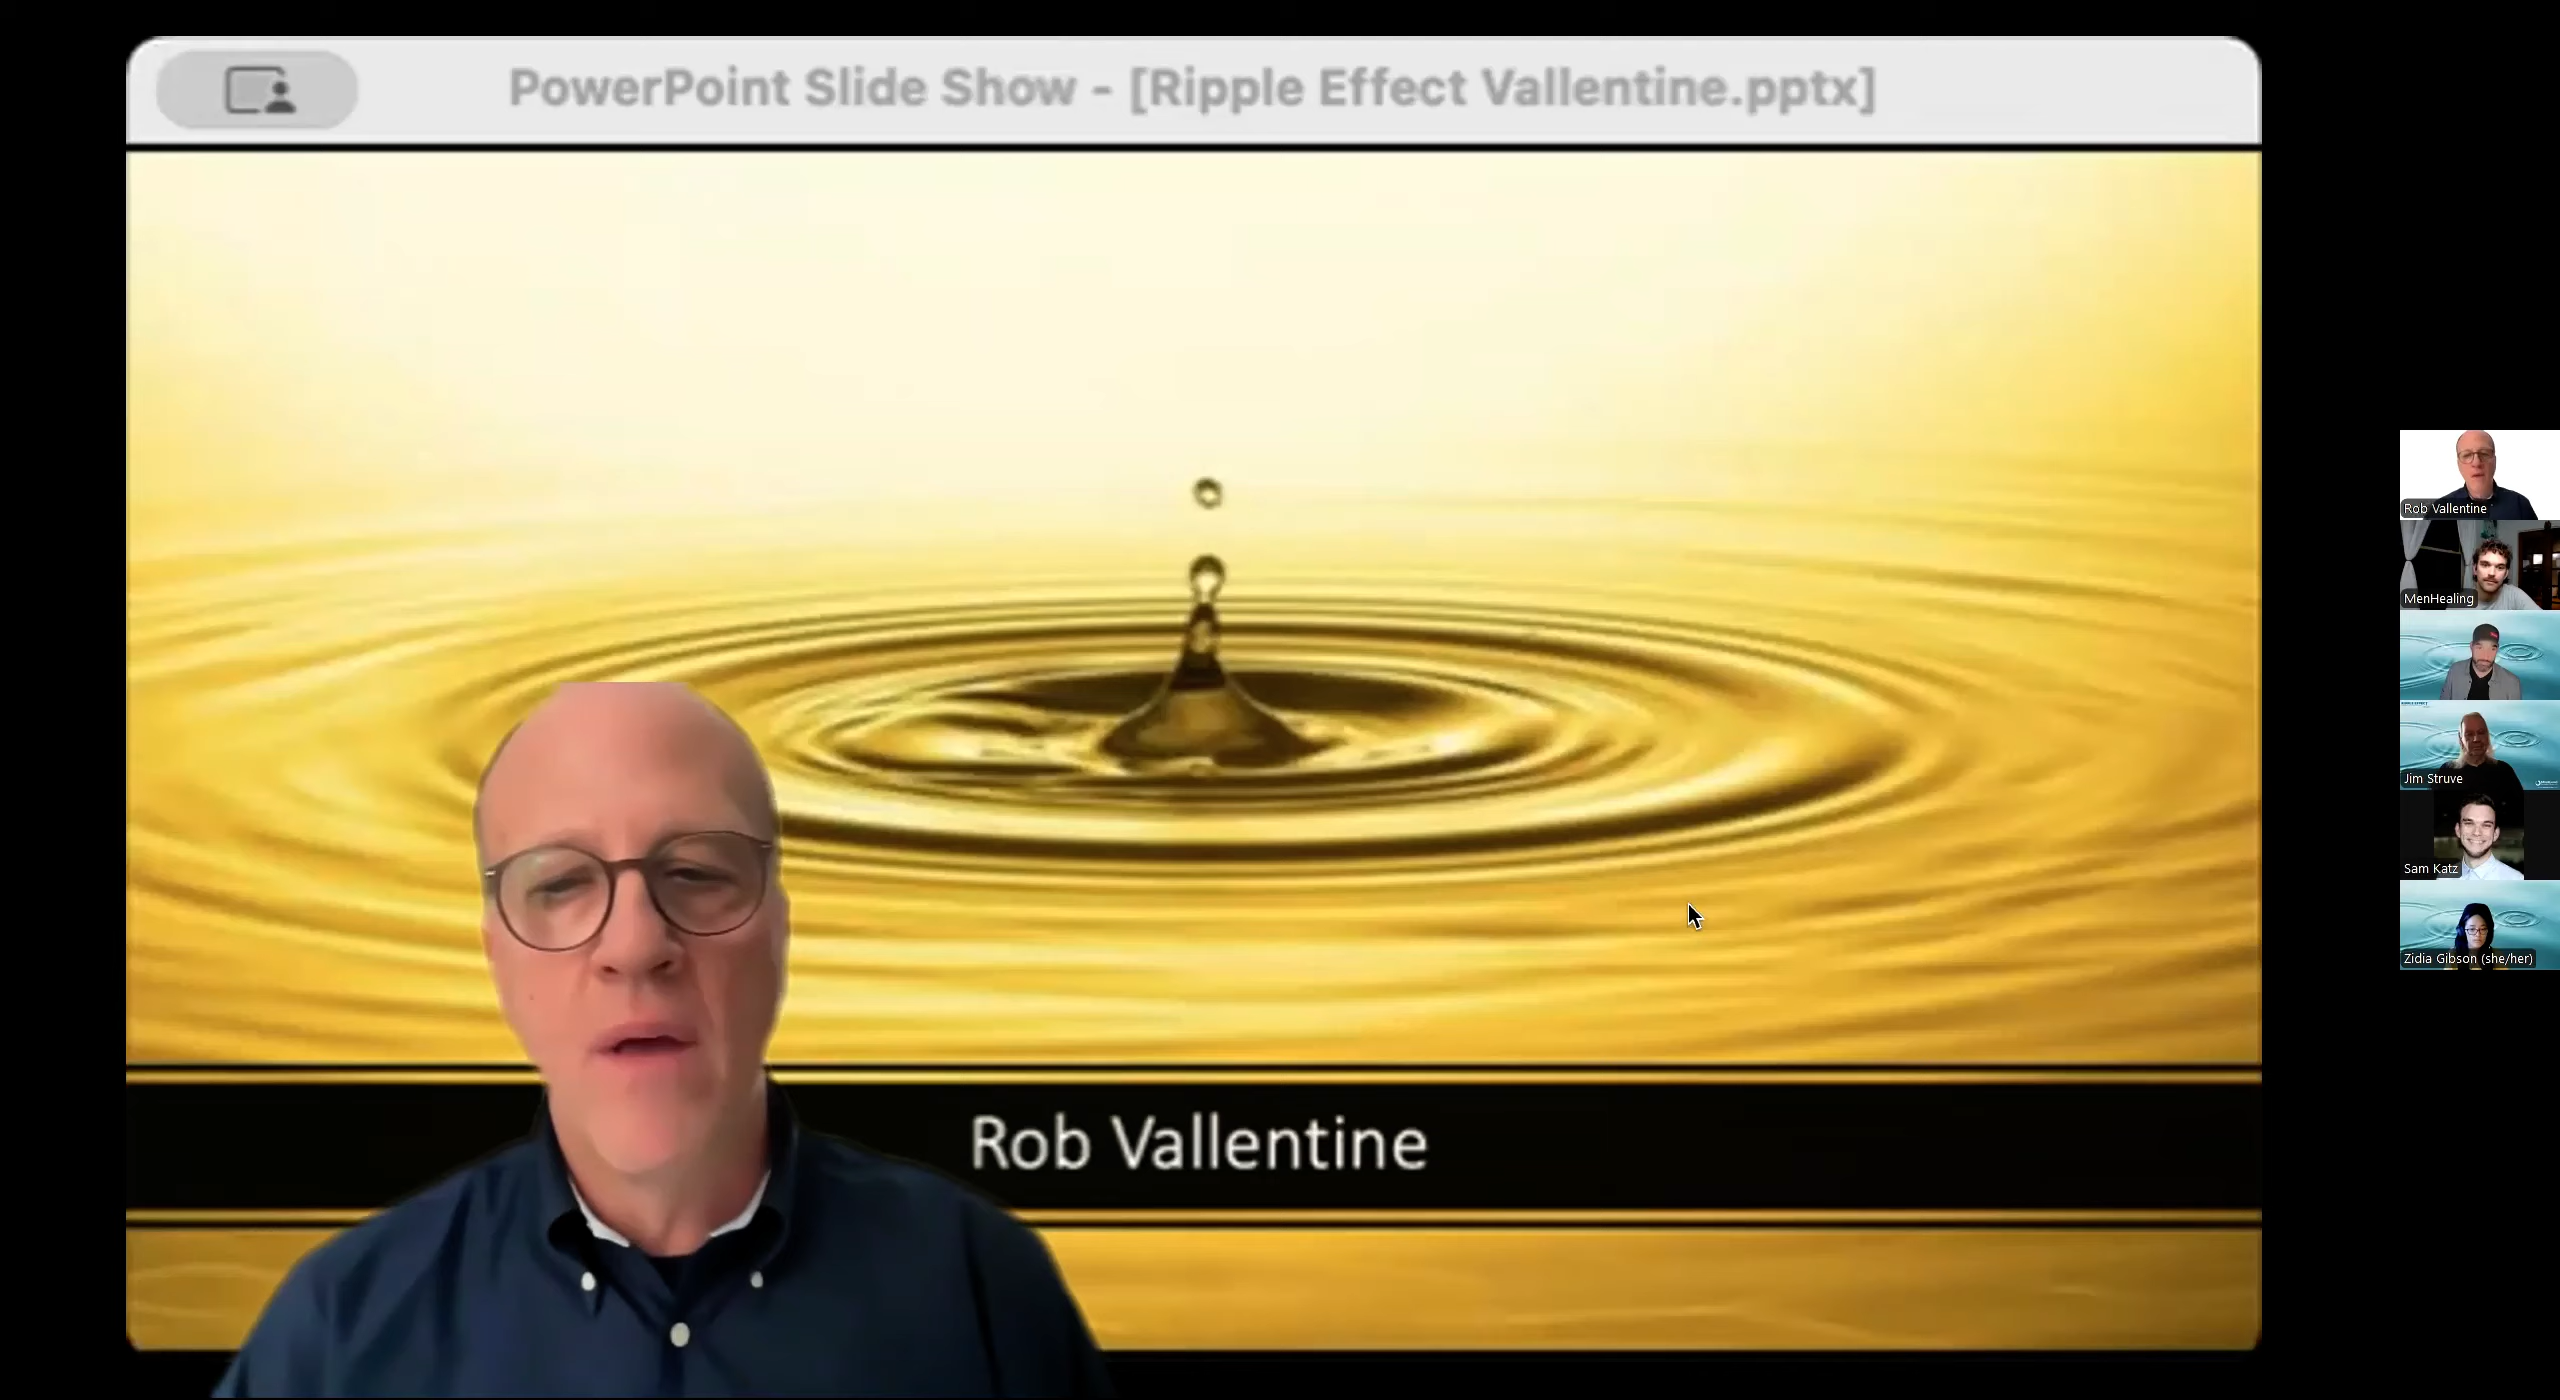 PowerPoint Slide Show - [Ripple Effect Vallentine.pptx]
Rob Vallentine
Rob Vallentine
MenHealing
Jim Struve
Sam Katz
Zidia Gibson (she/her)